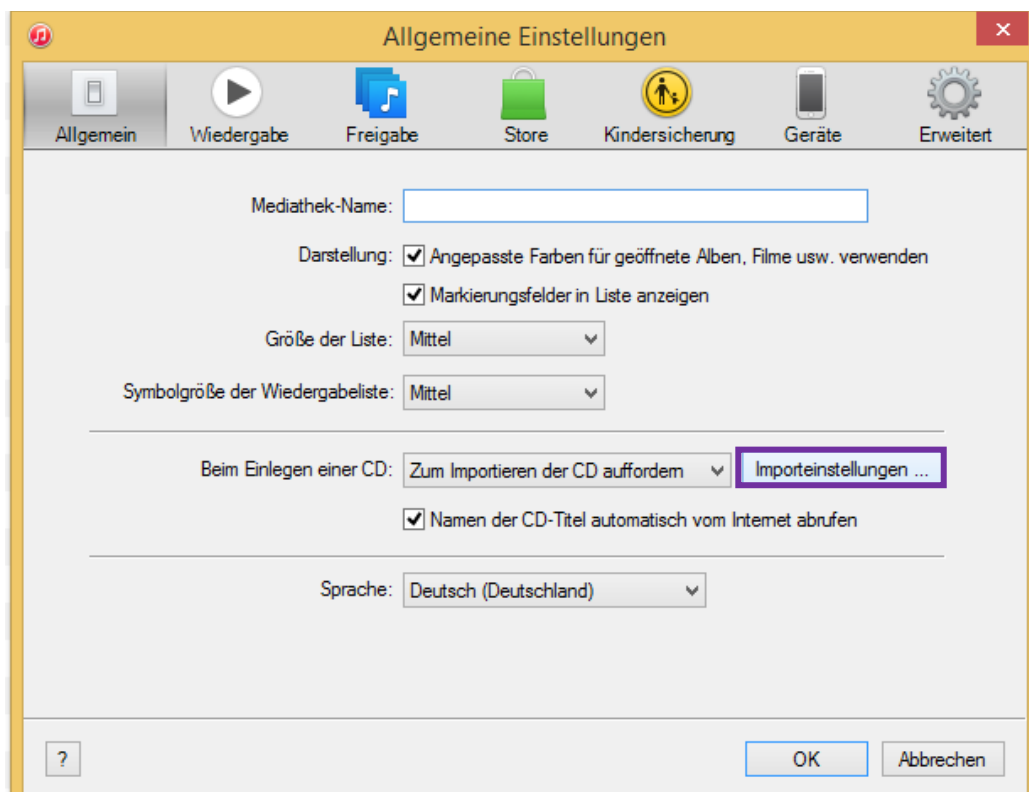 Allgemeine Einstellungen
Allgemein Wiedergabe Freigabe Store Kindersicherung Geräte Erweitert
Mediathek-Name:
Darstellung: Angepasste Farben für geöffnete Alben, Filme usw. verwenden
Markierungsfelder in Liste anzeigen
Größe der Liste: Mittel
Symbolgröße der Wiedergabeliste: Mittel
Beim Einlegen einer CD: Zum Importieren der CD auffordern Importeinstellungen ...
Namen der CD-Titel automatisch vom Internet abrufen
Sprache: Deutsch (Deutschland)
? OK Abbrechen